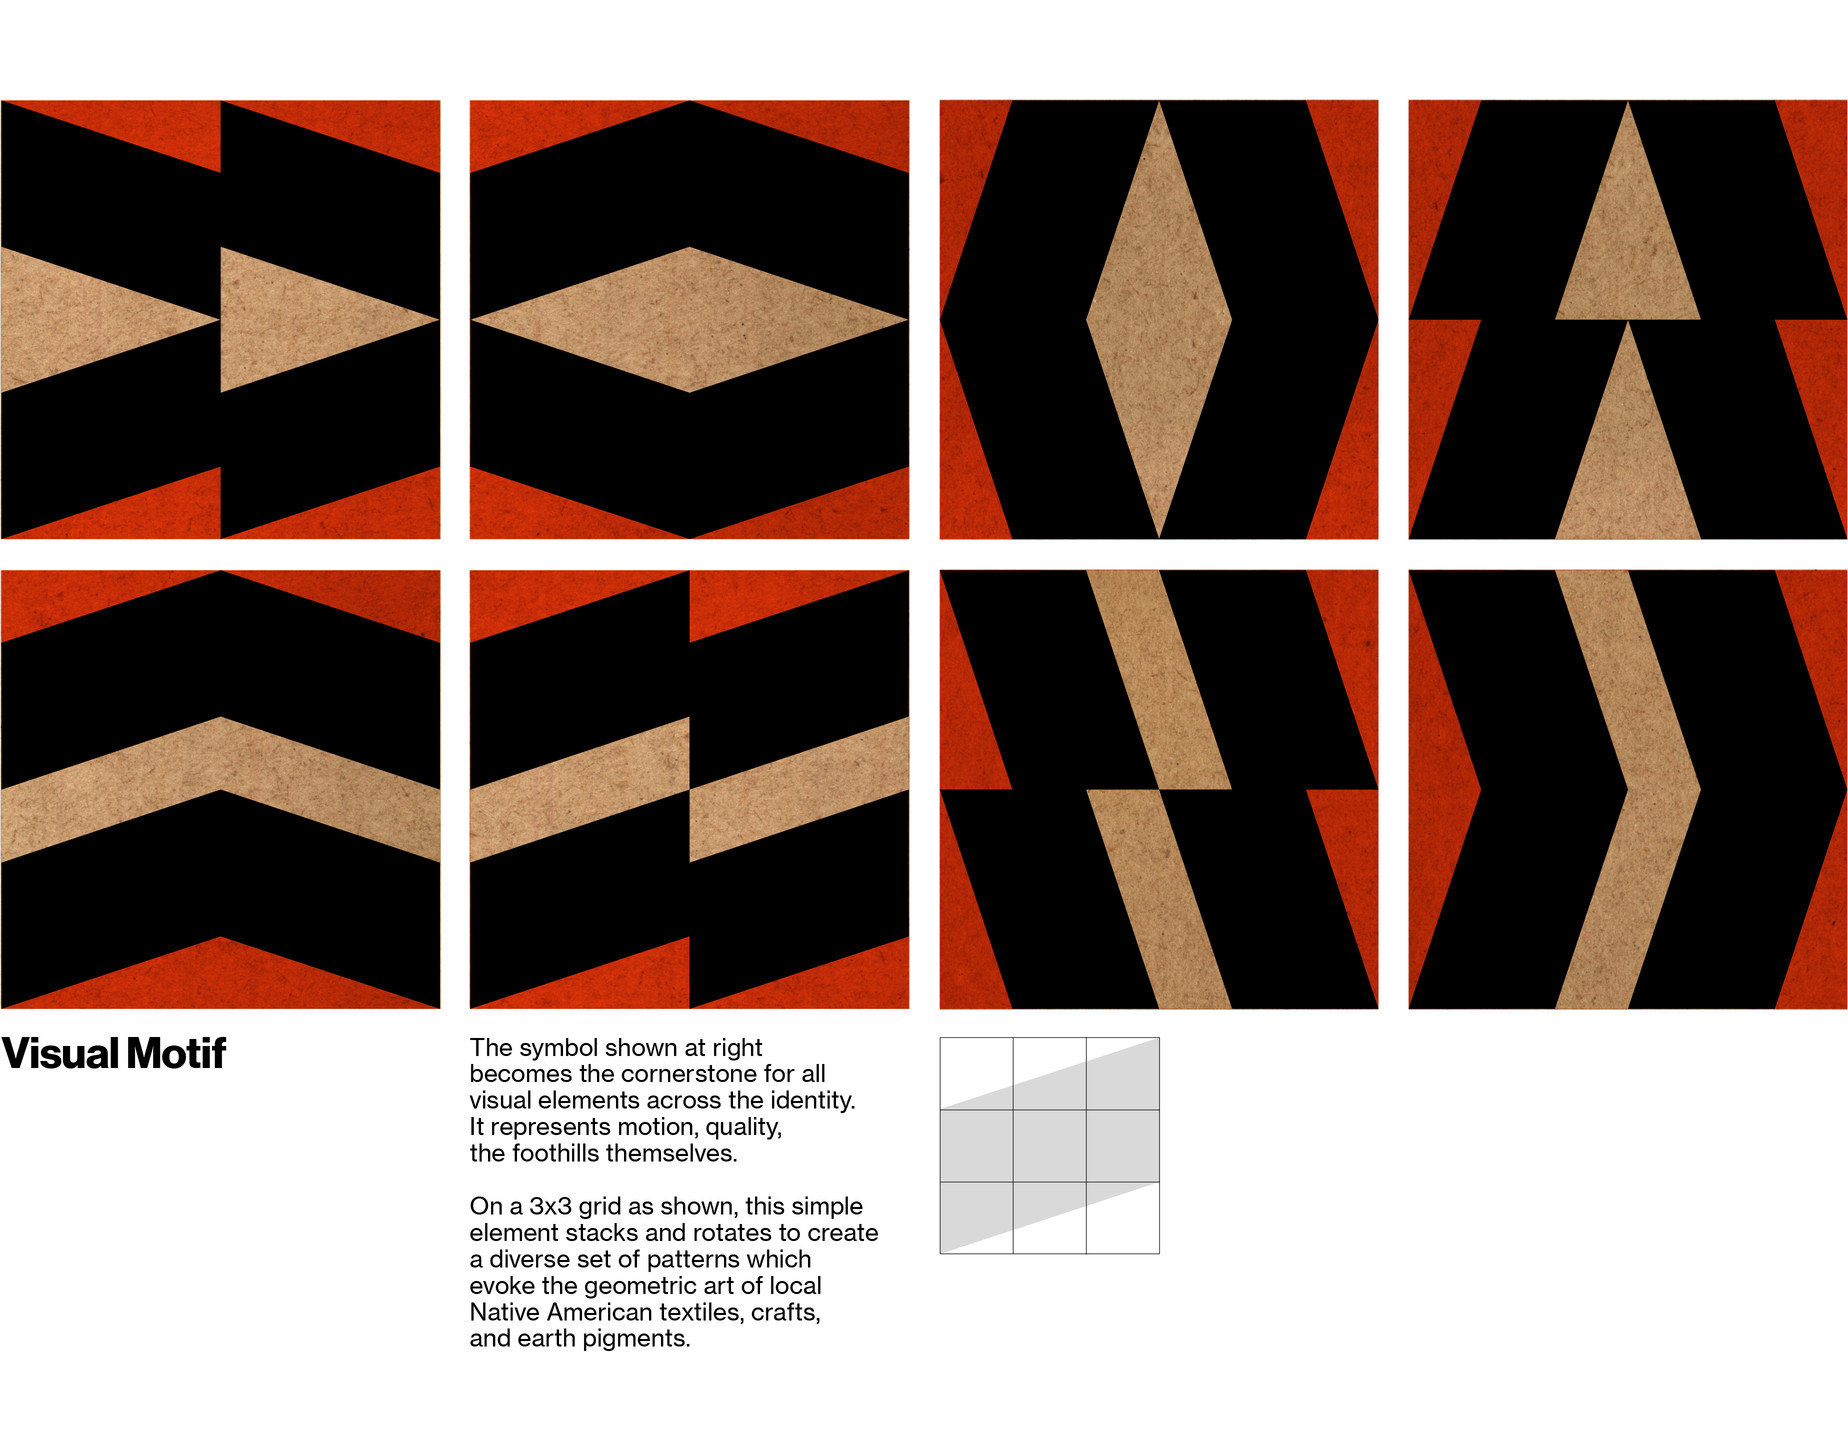 Visual Motif
The symbol shown at right
becomes the cornerstone for all
visual elements across the identity.
It represents motion, quality,
the foothills themselves.
On a 3x3 grid as shown, this simple
element stacks and rotates to create
a diverse set of patterns which
evoke the geometric art of local
Native American textiles, crafts,
and earth pigments.